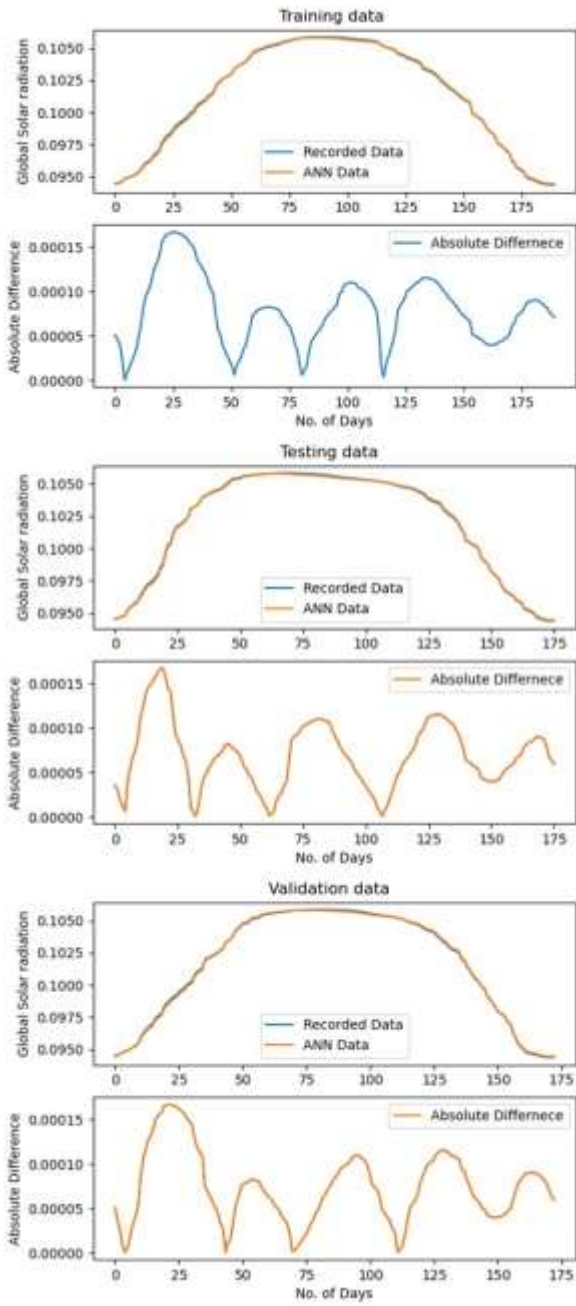 Training data
Global Solar radiation
0.1050
0.1025
0.1000
0.0975
0.0950
Recorded Data
ANN Data
0 25 50 75 100 125 150 175
Absolute Difference
0.00015
0.00010
0.00005
0.00000
Absolute Differnece
0 25 50 75 100 125 150 175
No. of Days
Testing data
Global Solar radiation
0.1050
0.1025
0.1000
0.0975
0.0950
Recorded Data
ANN Data
0 25 50 75 100 125 150 175
Absolute Difference
0.00015
0.00010
0.00005
0.00000
Absolute Differnece
0 25 50 75 100 125 150 175
No. of Days
Validation data
Global Solar radiation
0.1050
0.1025
0.1000
0.0975
0.0950
Recorded Data
ANN Data
0 25 50 75 100 125 150 175
Absolute Difference
0.00015
0.00010
0.00005
0.00000
Absolute Differnece
0 25 50 75 100 125 150 175
No. of Days